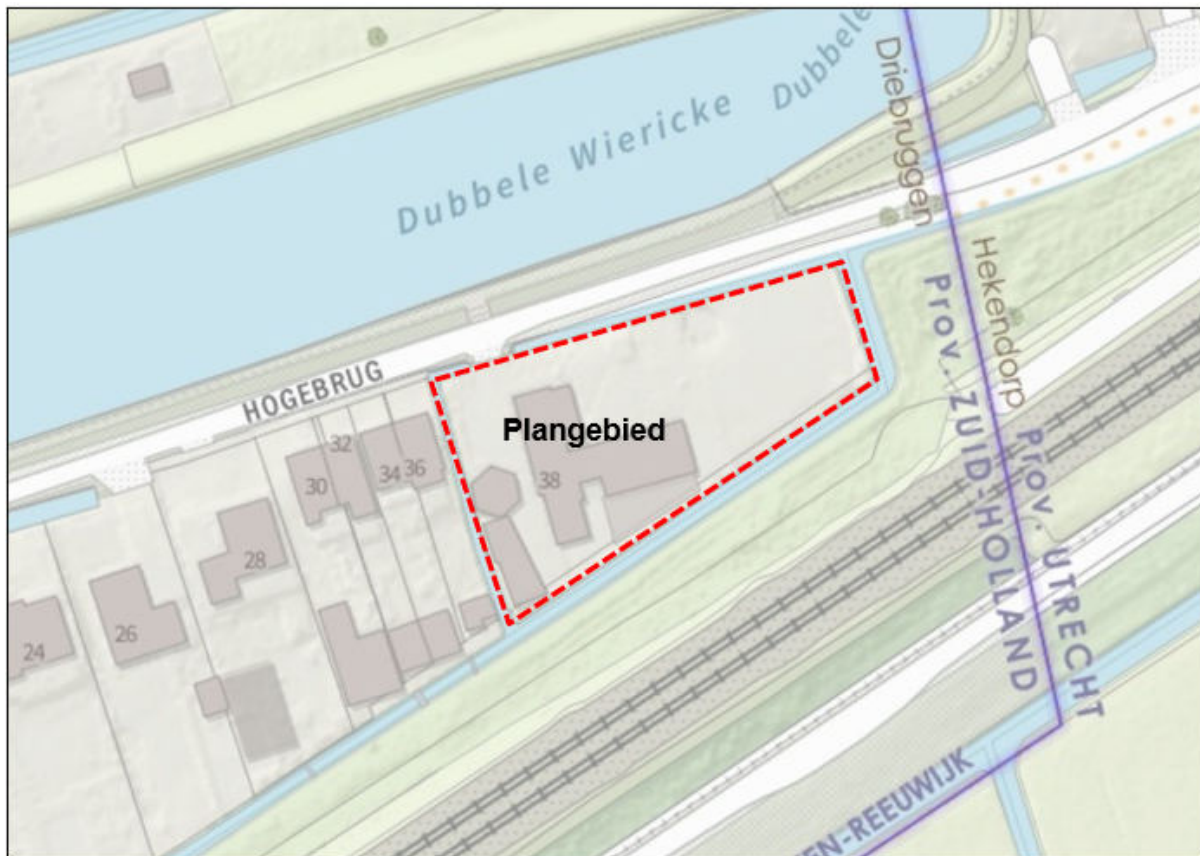 Dubbele
Dubbele Wiericke
Driebruggen
Hekendorp
Prov. ZUID-HOLLAND
Prov. UTRECHT
HOGEBRUG
Plangebied
32
34
36
30
38
28
26
24
EN-REEUWIJK